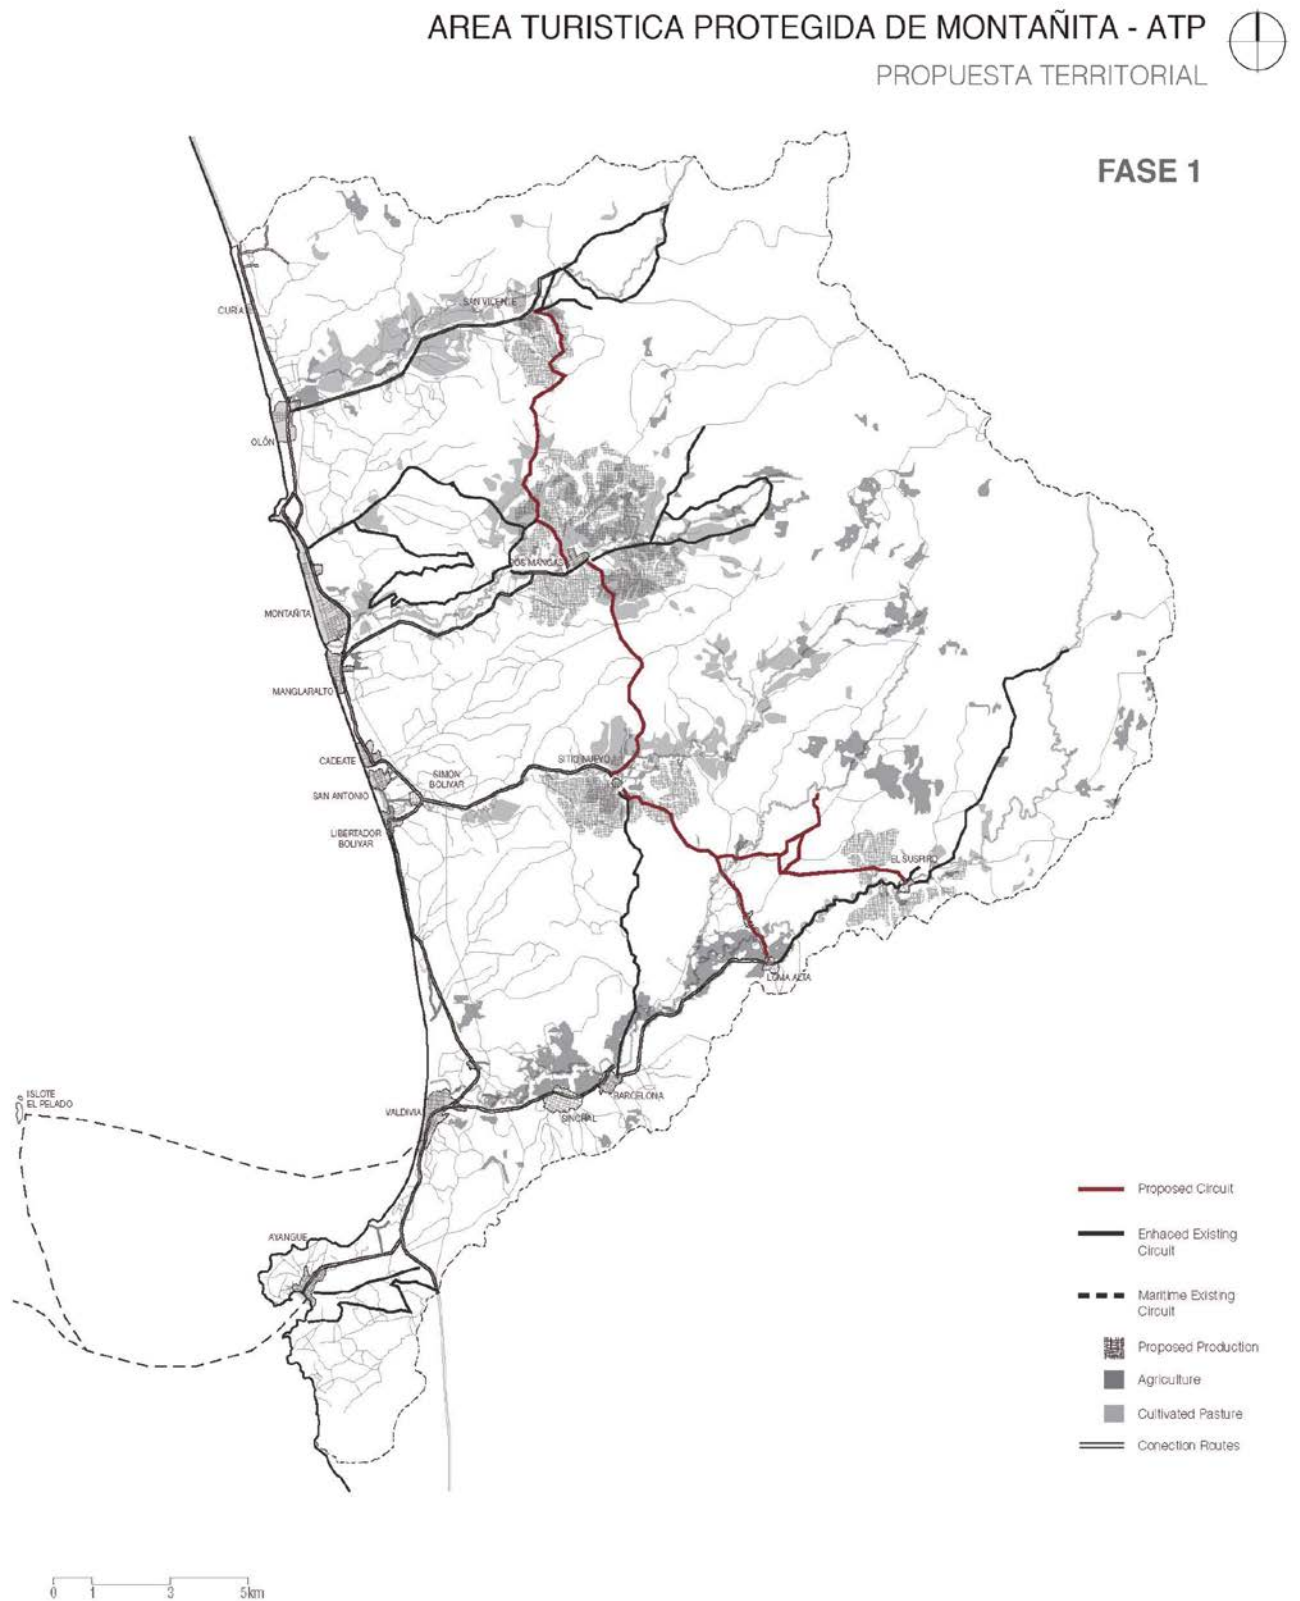 AREA TURISTICA PROTEGIDA DE MONTAÑITA - ATP
PROPUESTA TERRITORIAL
FASE 1
SAN VICENTE
CURIA
OLÓN
DOS MANGAS
MONTAÑITA
MANGLARALTO
SITIO NUEVO
CADEATE
SIMÓN
BOLIVAR
SAN ANTONIO
LIBERTADOR
BOLIVAR
EL SUSPIRO
LOMA ALTA
ISLOTE
EL PELADO
BARCELONA
VALDIVIA
SINCHAL
AYANGUE
Proposed Circuit
Enhaced Existing
Circuit
Maritime Existing
Circuit
Proposed Production
Agriculture
Cultivated Pasture
Conection Routes
0 1 3 5km